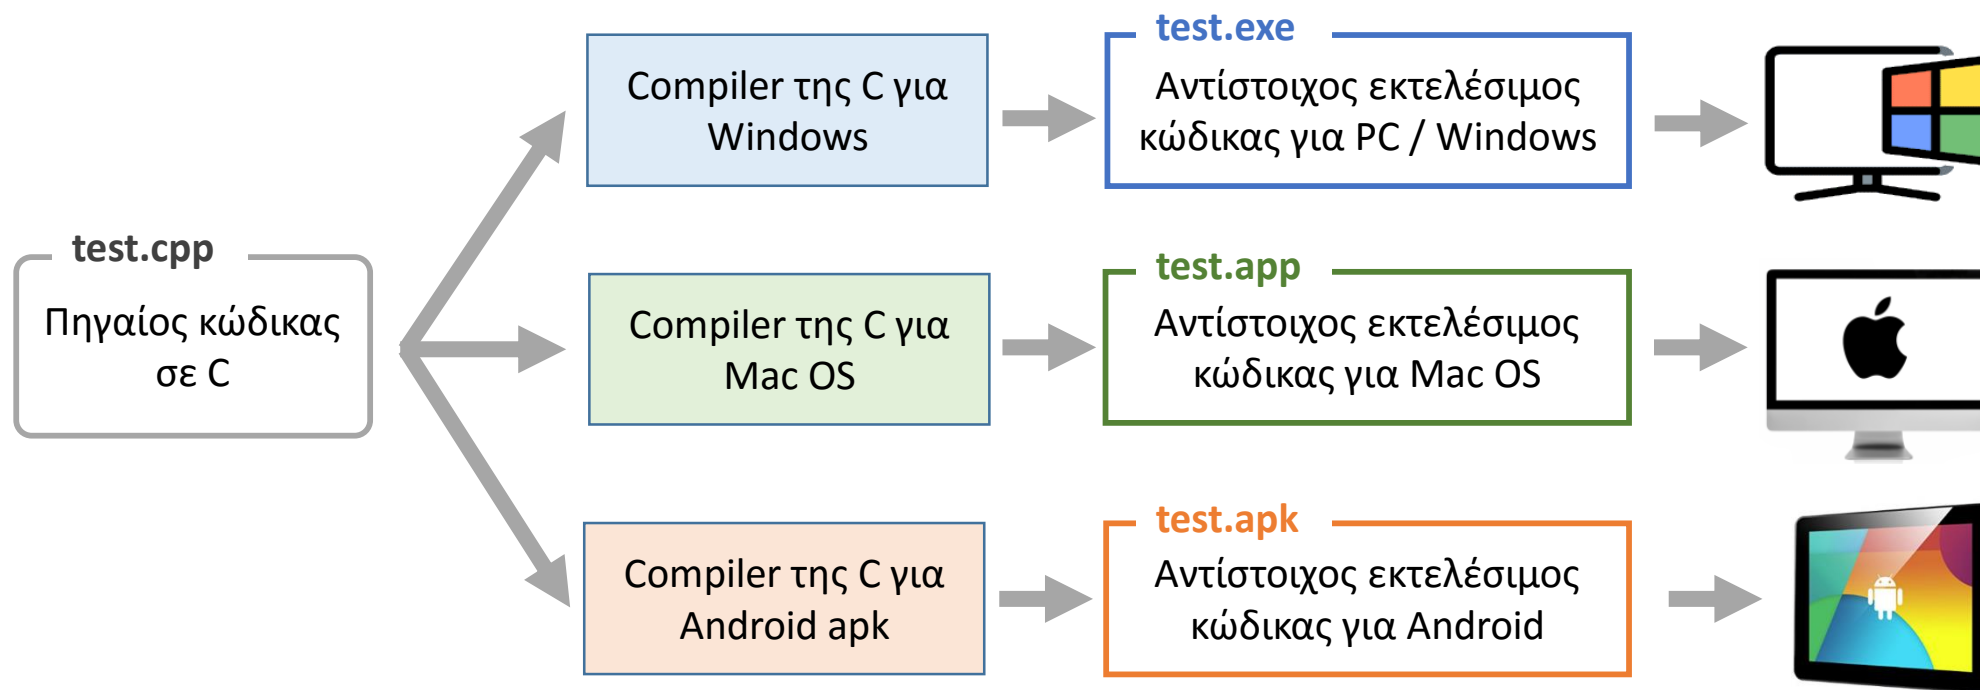 test.cpp
Πηγαίος κώδικας
σε C
Compiler της C για
Windows
test.exe
Αντίστοιχος εκτελέσιμος
κώδικας για PC / Windows
Compiler της C για
Mac OS
test.app
Αντίστοιχος εκτελέσιμος
κώδικας για Mac OS
Compiler της C για
Android apk
test.apk
Αντίστοιχος εκτελέσιμος
κώδικας για Android